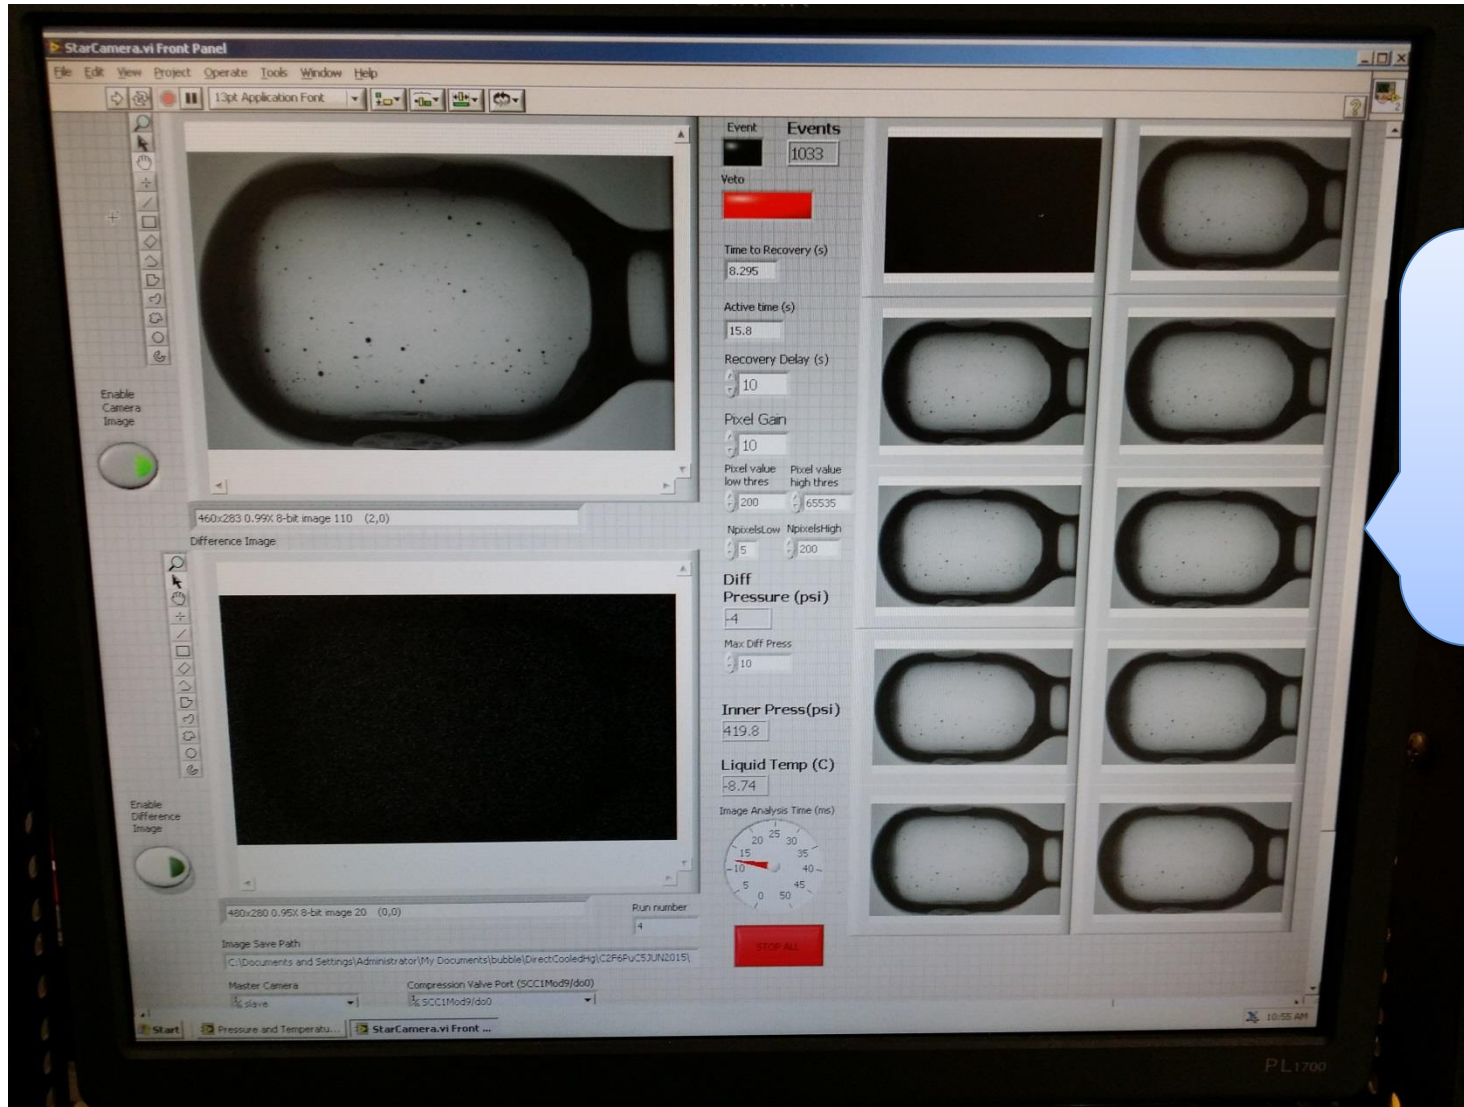 StarCamera.vi Front Panel
File Edit View Project Operate Tools Window Help
13pt Application Font
2
Event
Events
1033
Veto
Time to Recovery (s)
8.295
Active time (s)
15.8
Recovery Delay (s)
10
Pixel Gain
10
Pixel value low thres
Pixel value high thres
200
65535
NpixelsLow
NpixelsHigh
5
200
Diff
Pressure (psi)
-4
Max Diff Press
10
Inner Press(psi)
419.8
Liquid Temp (C)
-8.74
Image Analysis Time (ms)
0 5 10 15 20 25 30 35 40 45 50
STOP ALL
Enable
Camera
Image
460x283 0.99X 8-bit image 110 (2,0)
Difference Image
Enable
Difference
Image
480x280 0.95X 8-bit image 20 (0,0)
Run number
4
Image Save Path
C:\Documents and Settings\Administrator\My Documents\bubble\DirectCooledHg\C2F6PuC5JUN2015\
Master Camera
slave
Compression Valve Port (SCC1Mod9/do0)
SCC1Mod9/do0
Start
Pressure and Temperatu...
StarCamera.vi Front ...
10:55 AM
PL1700